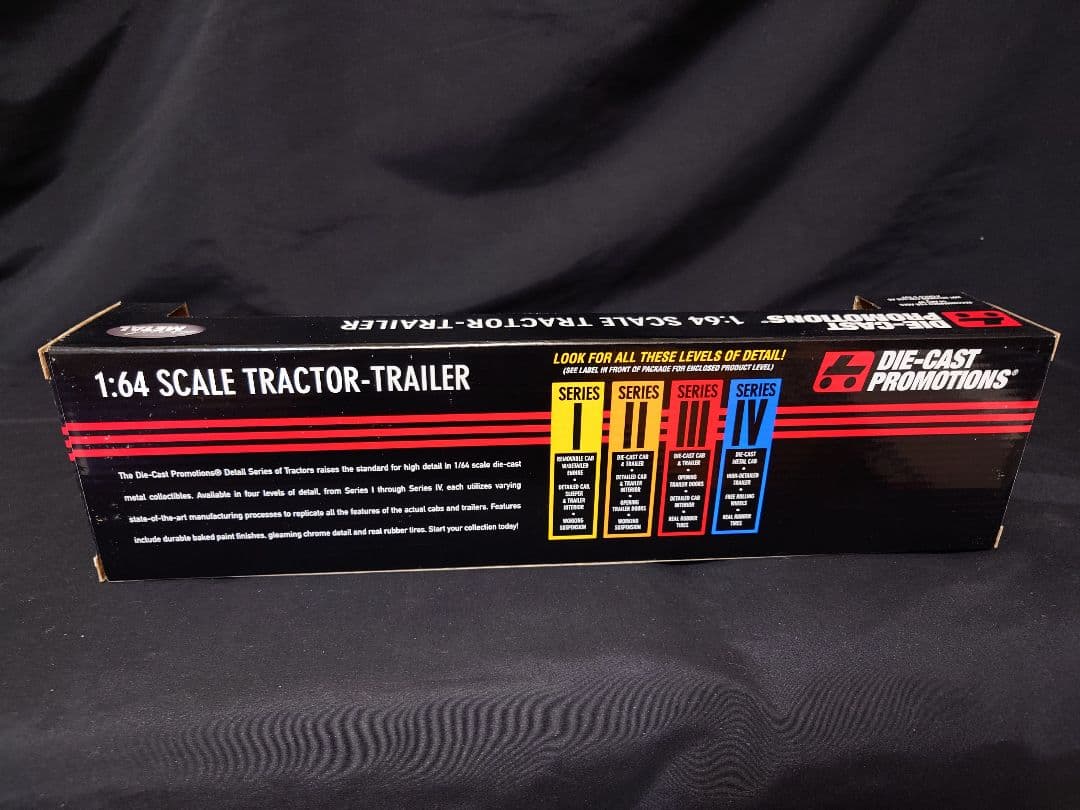 METAL
1:64 SCALE TRACTOR-TRAILER
DIE-CAST
PROMOTIONS®
1:64 SCALE TRACTOR-TRAILER
LOOK FOR ALL THESE LEVELS OF DETAIL!
(SEE LABEL IN FRONT OF PACKAGE FOR ENCLOSED PRODUCT LEVEL)
DIE-CAST
PROMOTIONS®
The Die-Cast Promotions® Detail Series of Tractors raises the standard for high detail in 1/64 scale die-cast
metal collectibles. Available in four levels of detail, from Series I through Series IV, each utilizes varying
state-of-the-art manufacturing processes to replicate all the features of the actual cabs and trailers. Features
include durable baked paint finishes, gleaming chrome detail and real rubber tires. Start your collection today!
SERIES
I
REMOVABLE CAB
W/DETAILED
ENGINE
•
DETAILED CAB,
SLEEPER
& TRAILER
INTERIOR
•
WORKING
SUSPENSION
SERIES
II
DIE-CAST CAB
& TRAILER
•
DETAILED CAB
& TRAILER
INTERIOR
•
OPENING
TRAILER DOORS
•
WORKING
SUSPENSION
SERIES
III
DIE-CAST CAB
& TRAILER
•
OPENING
TRAILER DOORS
•
DETAILED CAB
INTERIOR
•
REAL RUBBER
TIRES
SERIES
IV
DIE-CAST
METAL CAB
•
HIGH-DETAILED
TRAILER
•
FREE ROLLING
WHEELS
•
REAL RUBBER
TIRES